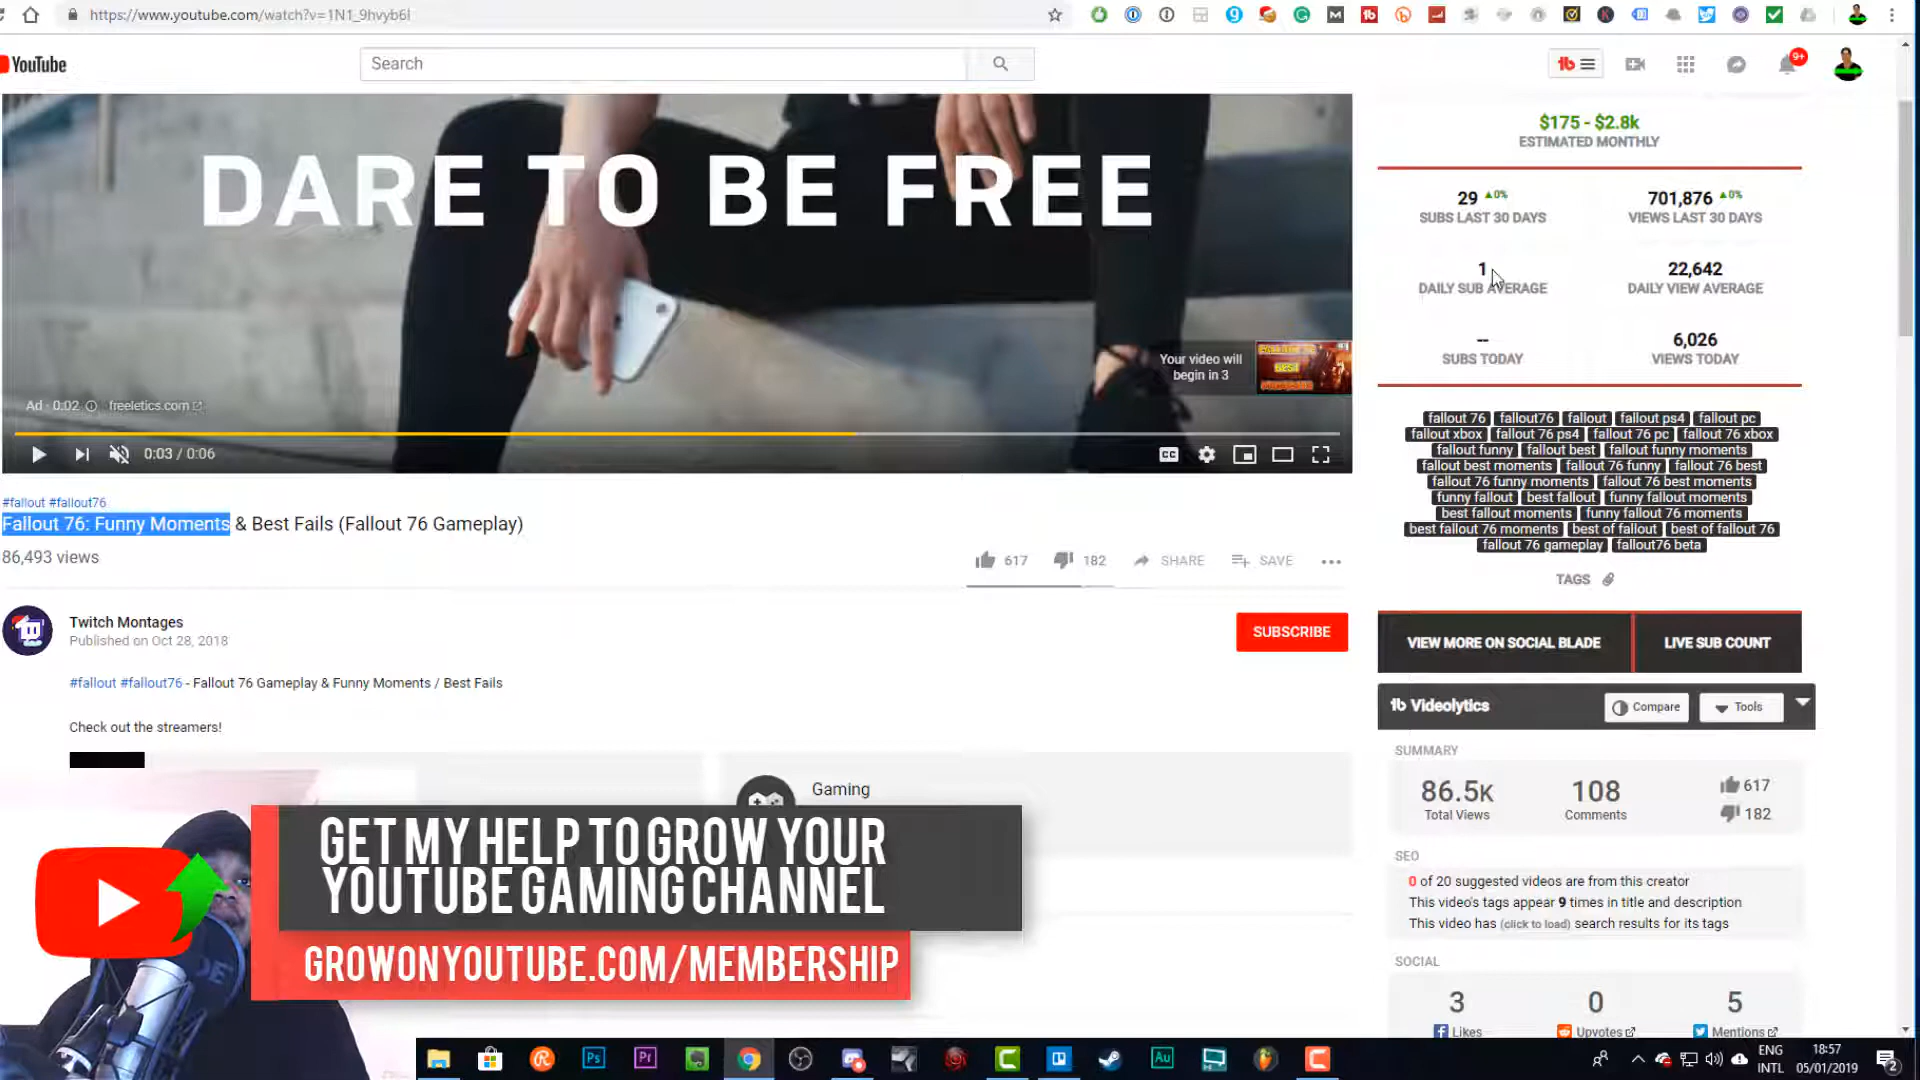 https://www.youtube.com/watch?v=1N1_9hvyb6I
YouTube
Search
9+
DARE TO BE FREE
Your video will
begin in 3
Ad · 0:02
freeletics.com
0:03 / 0:06
CC
#fallout #fallout76
Fallout 76: Funny Moments & Best Fails (Fallout 76 Gameplay)
86,493 views
617
182
SHARE
SAVE
Twitch Montages
Published on Oct 28, 2018
SUBSCRIBE
#fallout #fallout76 - Fallout 76 Gameplay & Funny Moments / Best Fails
Check out the streamers!
Gaming
GET MY HELP TO GROW YOUR
YOUTUBE GAMING CHANNEL
GROWONYOUTUBE.COM/MEMBERSHIP
$175 - $2.8k
ESTIMATED MONTHLY
29 ▲0%
SUBS LAST 30 DAYS
701,876 ▲0%
VIEWS LAST 30 DAYS
1
DAILY SUB AVERAGE
22,642
DAILY VIEW AVERAGE
--
SUBS TODAY
6,026
VIEWS TODAY
fallout 76 fallout76 fallout fallout ps4 fallout pc
fallout xbox fallout 76 ps4 fallout 76 pc fallout 76 xbox
fallout funny fallout best fallout funny moments
fallout best moments fallout 76 funny fallout 76 best
fallout 76 funny moments fallout 76 best moments
funny fallout best fallout funny fallout moments
best fallout moments funny fallout 76 moments
best fallout 76 moments best of fallout best of fallout 76
fallout 76 gameplay fallout76 beta
TAGS
VIEW MORE ON SOCIAL BLADE
LIVE SUB COUNT
Videolytics
Compare
Tools
SUMMARY
86.5K
Total Views
108
Comments
617
182
SEO
0 of 20 suggested videos are from this creator
This video's tags appear 9 times in title and description
This video has (click to load) search results for its tags
SOCIAL
3
Likes
0
Upvotes
5
Mentions
Ps
Pr
Au
ENG
INTL
18:57
05/01/2019
2